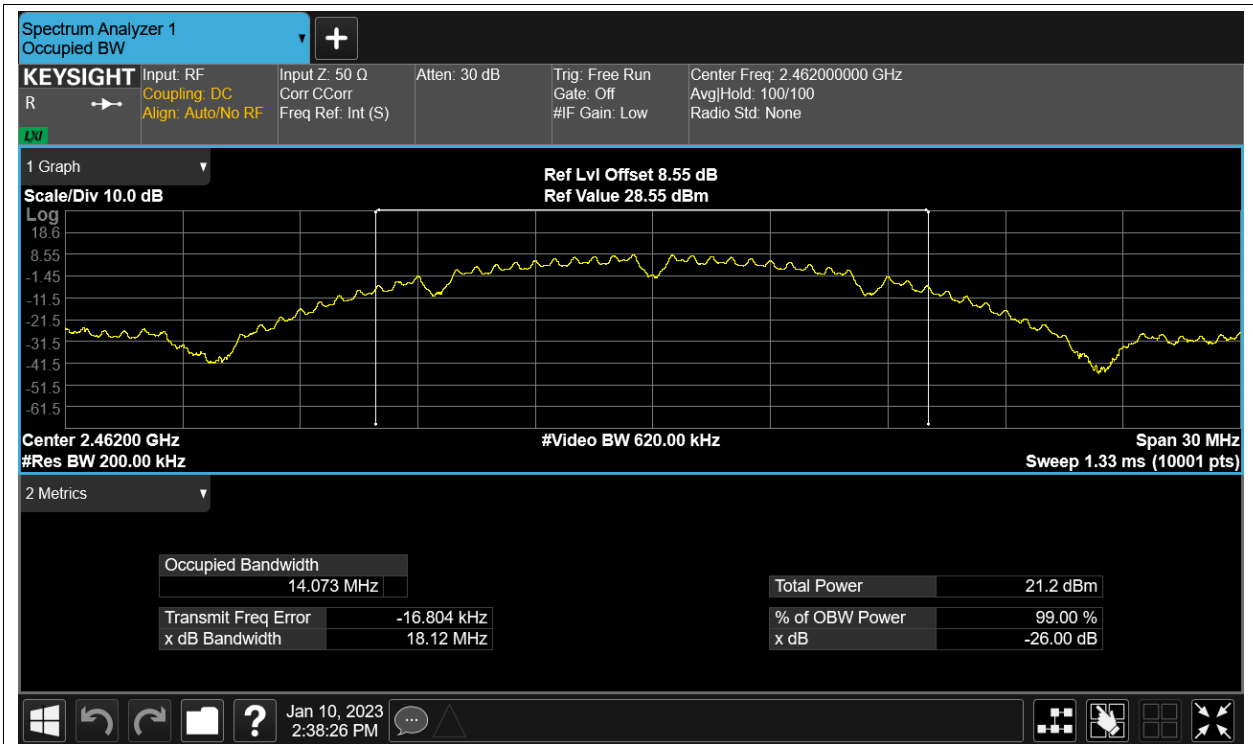 Spectrum Analyzer 1
Occupied BW
KEYSIGHT
R
LXI
Input: RF
Coupling: DC
Align: Auto/No RF
Input Z: 50 Ω
Corr CCorr
Freq Ref: Int (S)
Atten: 30 dB
Trig: Free Run
Gate: Off
#IF Gain: Low
Center Freq: 2.462000000 GHz
Avg|Hold: 100/100
Radio Std: None
1 Graph
Scale/Div 10.0 dB
Ref Lvl Offset 8.55 dB
Ref Value 28.55 dBm
Log
18.6
8.55
-1.45
-11.5
-21.5
-31.5
-41.5
-51.5
-61.5
Center 2.46200 GHz
#Video BW 620.00 kHz
Span 30 MHz
#Res BW 200.00 kHz
Sweep 1.33 ms (10001 pts)
2 Metrics
Occupied Bandwidth
14.073 MHz
Total Power 21.2 dBm
Transmit Freq Error -16.804 kHz
% of OBW Power 99.00 %
x dB Bandwidth 18.12 MHz
x dB -26.00 dB
?
Jan 10, 2023
2:38:26 PM